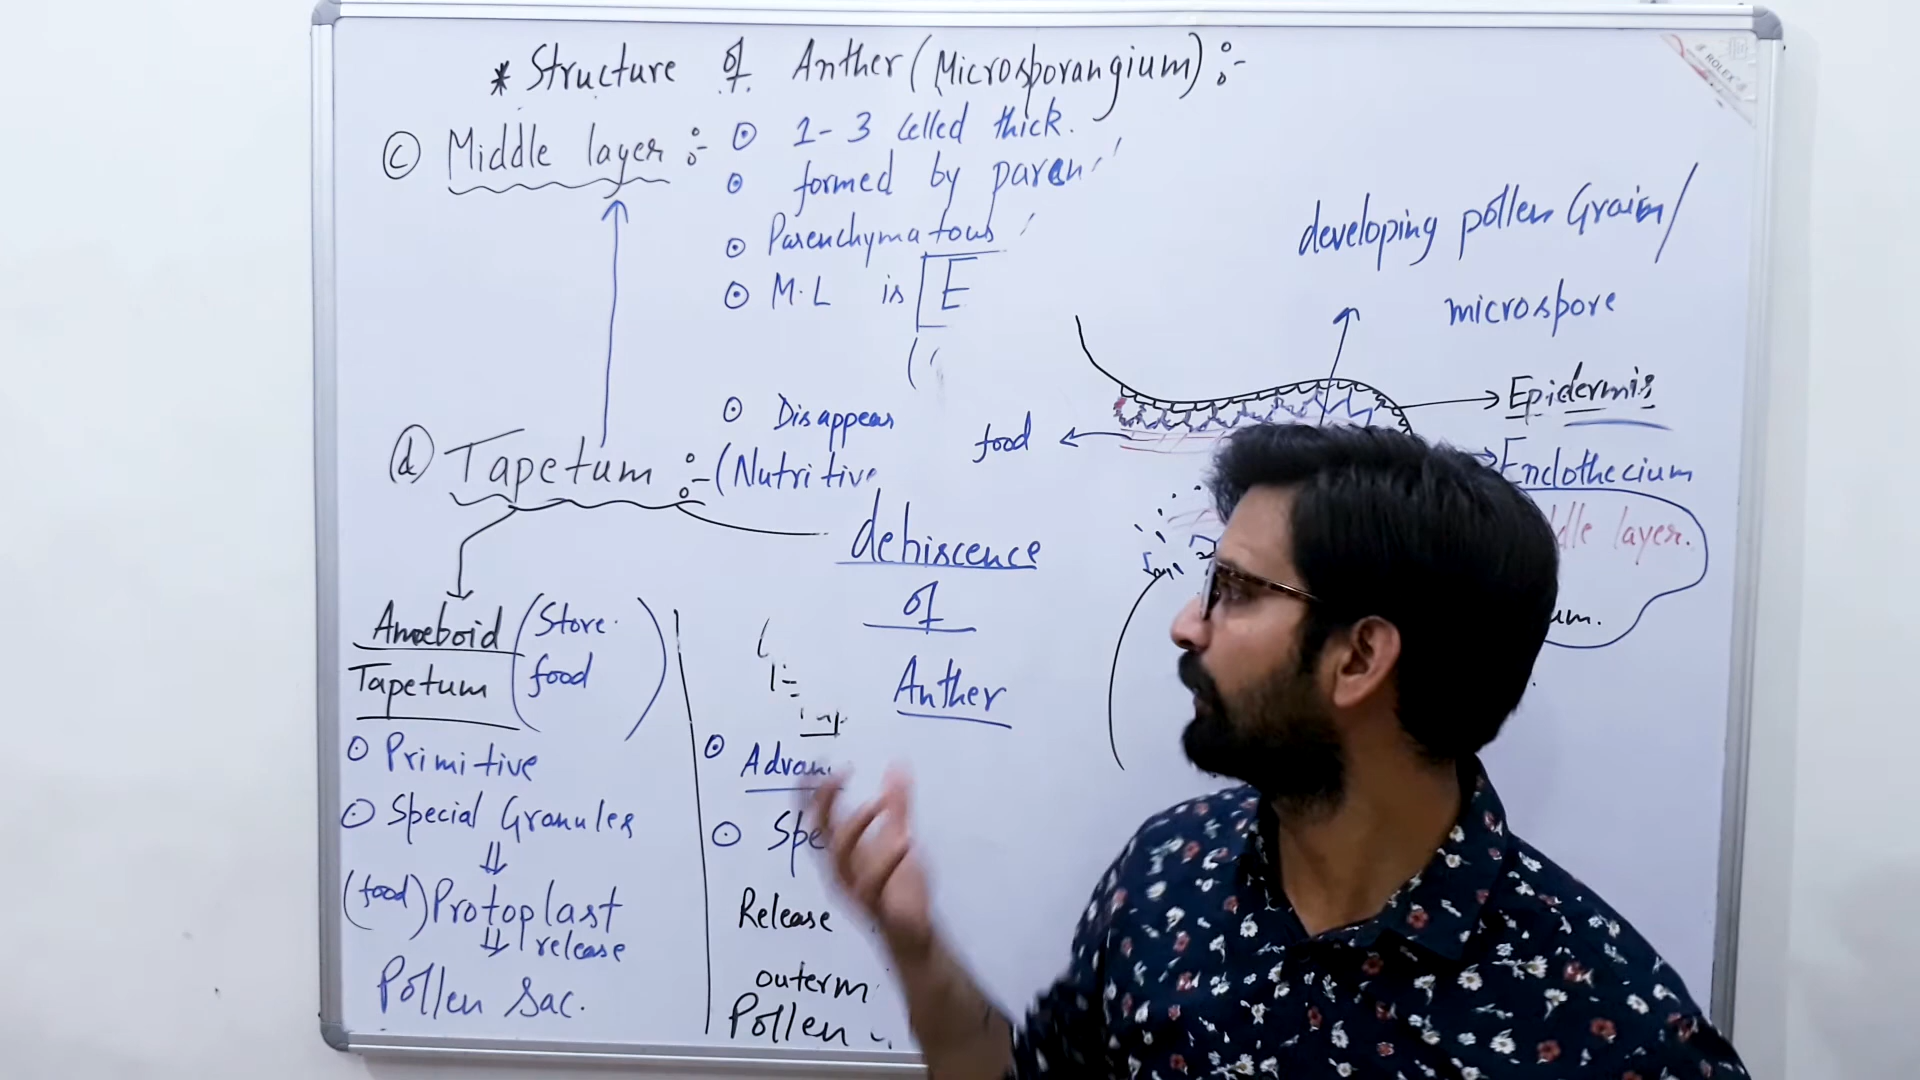 * Structure of Anther (Microsporangium) :-
(c) Middle layer :-
⊙ 1-3 Celled thick.
⊙ formed by paren
⊙ Parenchymatous
⊙ M.L is E
⊙ Disappears
(d) Tapetum :- (Nutritive
dehiscence
of
Anther
Amoeboid
Tapetum
(Store
food)
⊙ Primitive
⊙ Special Granules
⇓
(food) Protoplast
⇓ release
Pollen Sac.
⊙ Advan
⊙ Spe
Release
outerm
Pollen
developing pollen Grain/
microspore
food
Epidermis
Endothecium
dle layer.
um.
ROLEX